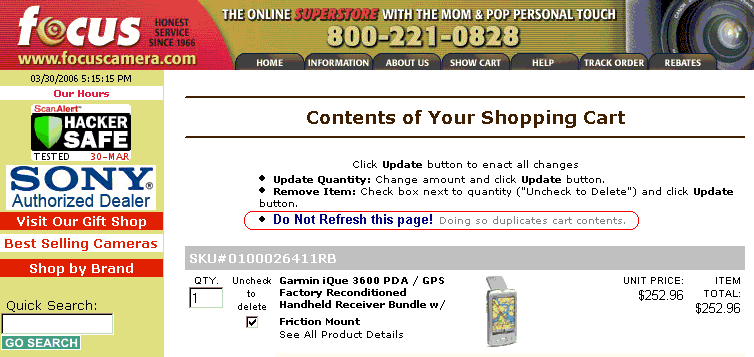 focus
HONEST
SERVICE
SINCE 1966
www.focuscamera.com
THE ONLINE SUPERSTORE WITH THE MOM & POP PERSONAL TOUCH
800-221-0828
HOME INFORMATION ABOUT US SHOW CART HELP TRACK ORDER REBATES
03/30/2006 5:15:15 PM
Our Hours
ScanAlert
HACKER
SAFE
TESTED 30-MAR
SONY
Authorized Dealer
Visit Our Gift Shop
Best Selling Cameras
Shop by Brand
Quick Search:
GO SEARCH
Contents of Your Shopping Cart
Click Update button to enact all changes
Update Quantity: Change amount and click Update button.
Remove Item: Check box next to quantity ("Uncheck to Delete") and click Update
button.
Do Not Refresh this page! Doing so duplicates cart contents.
SKU#0100026411RB
QTY.
1
Uncheck
to
delete
Garmin iQue 3600 PDA / GPS
Factory Reconditioned
Handheld Receiver Bundle w/
Friction Mount
See All Product Details
UNIT PRICE:
$252.96
ITEM
TOTAL:
$252.96